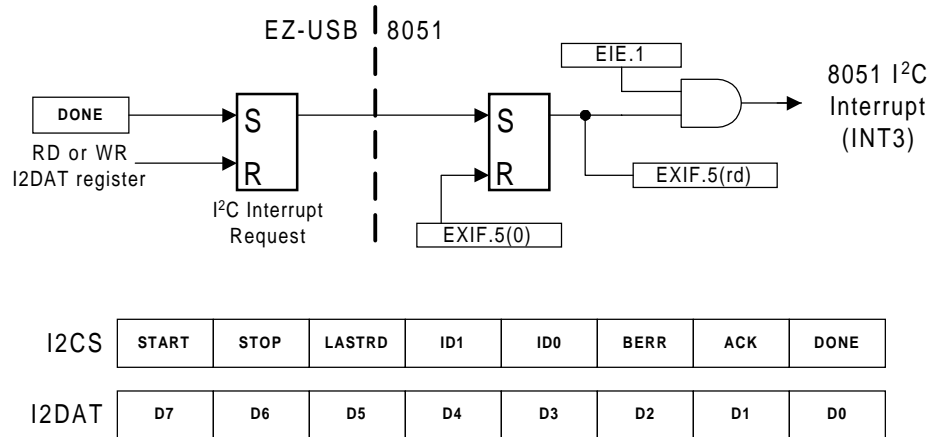 EZ-USB 8051
EIE.1
8051 I²C
Interrupt
(INT3)
DONE
S
R
RD or WR
I2DAT register
I²C Interrupt
Request
S
R
EXIF.5(rd)
EXIF.5(0)
I2CS START STOP LASTRD ID1 ID0 BERR ACK DONE
I2DAT D7 D6 D5 D4 D3 D2 D1 D0